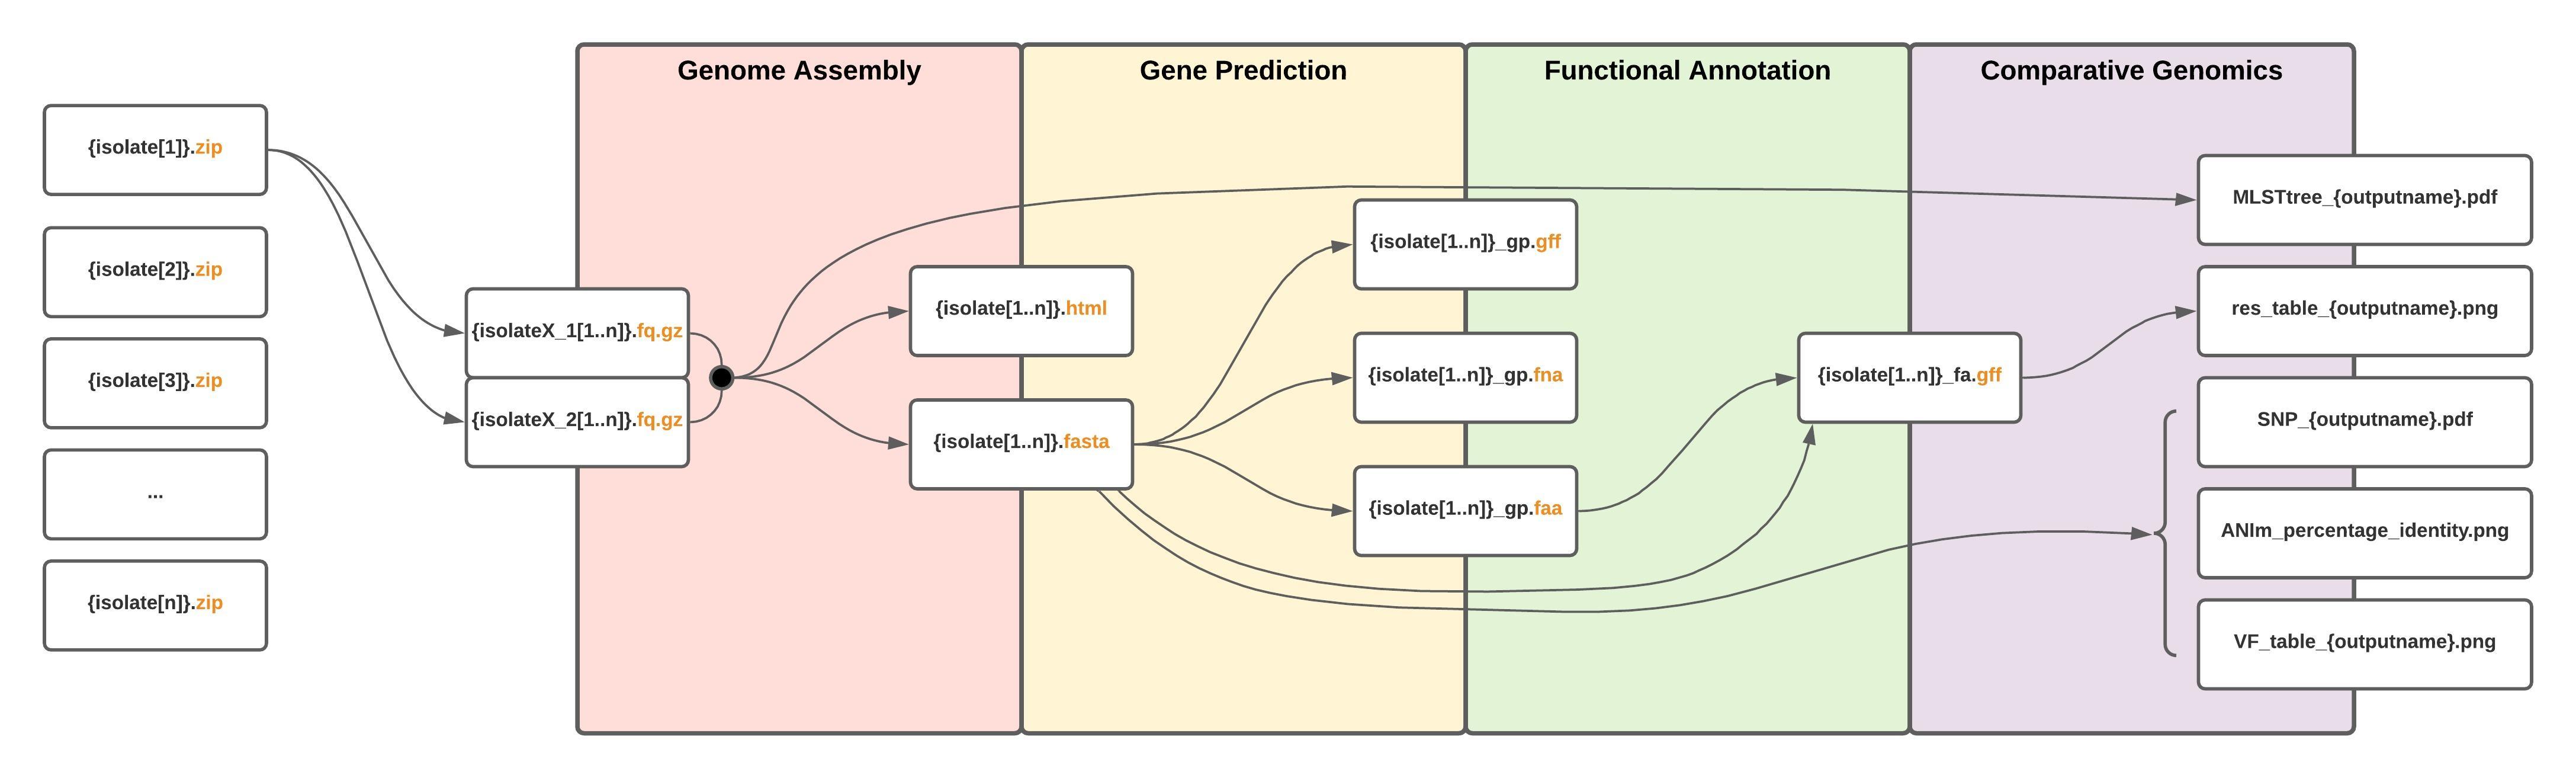 Genome Assembly
Gene Prediction
Functional Annotation
Comparative Genomics
{isolate[1]}.zip
{isolate[2]}.zip
{isolate[3]}.zip
...
{isolate[n]}.zip
{isolateX_1[1..n]}.fq.gz
{isolateX_2[1..n]}.fq.gz
{isolate[1..n]}.html
{isolate[1..n]}.fasta
{isolate[1..n]}_gp.gff
{isolate[1..n]}_gp.fna
{isolate[1..n]}_gp.faa
{isolate[1..n]}_fa.gff
MLSTtree_{outputname}.pdf
res_table_{outputname}.png
SNP_{outputname}.pdf
ANIm_percentage_identity.png
VF_table_{outputname}.png